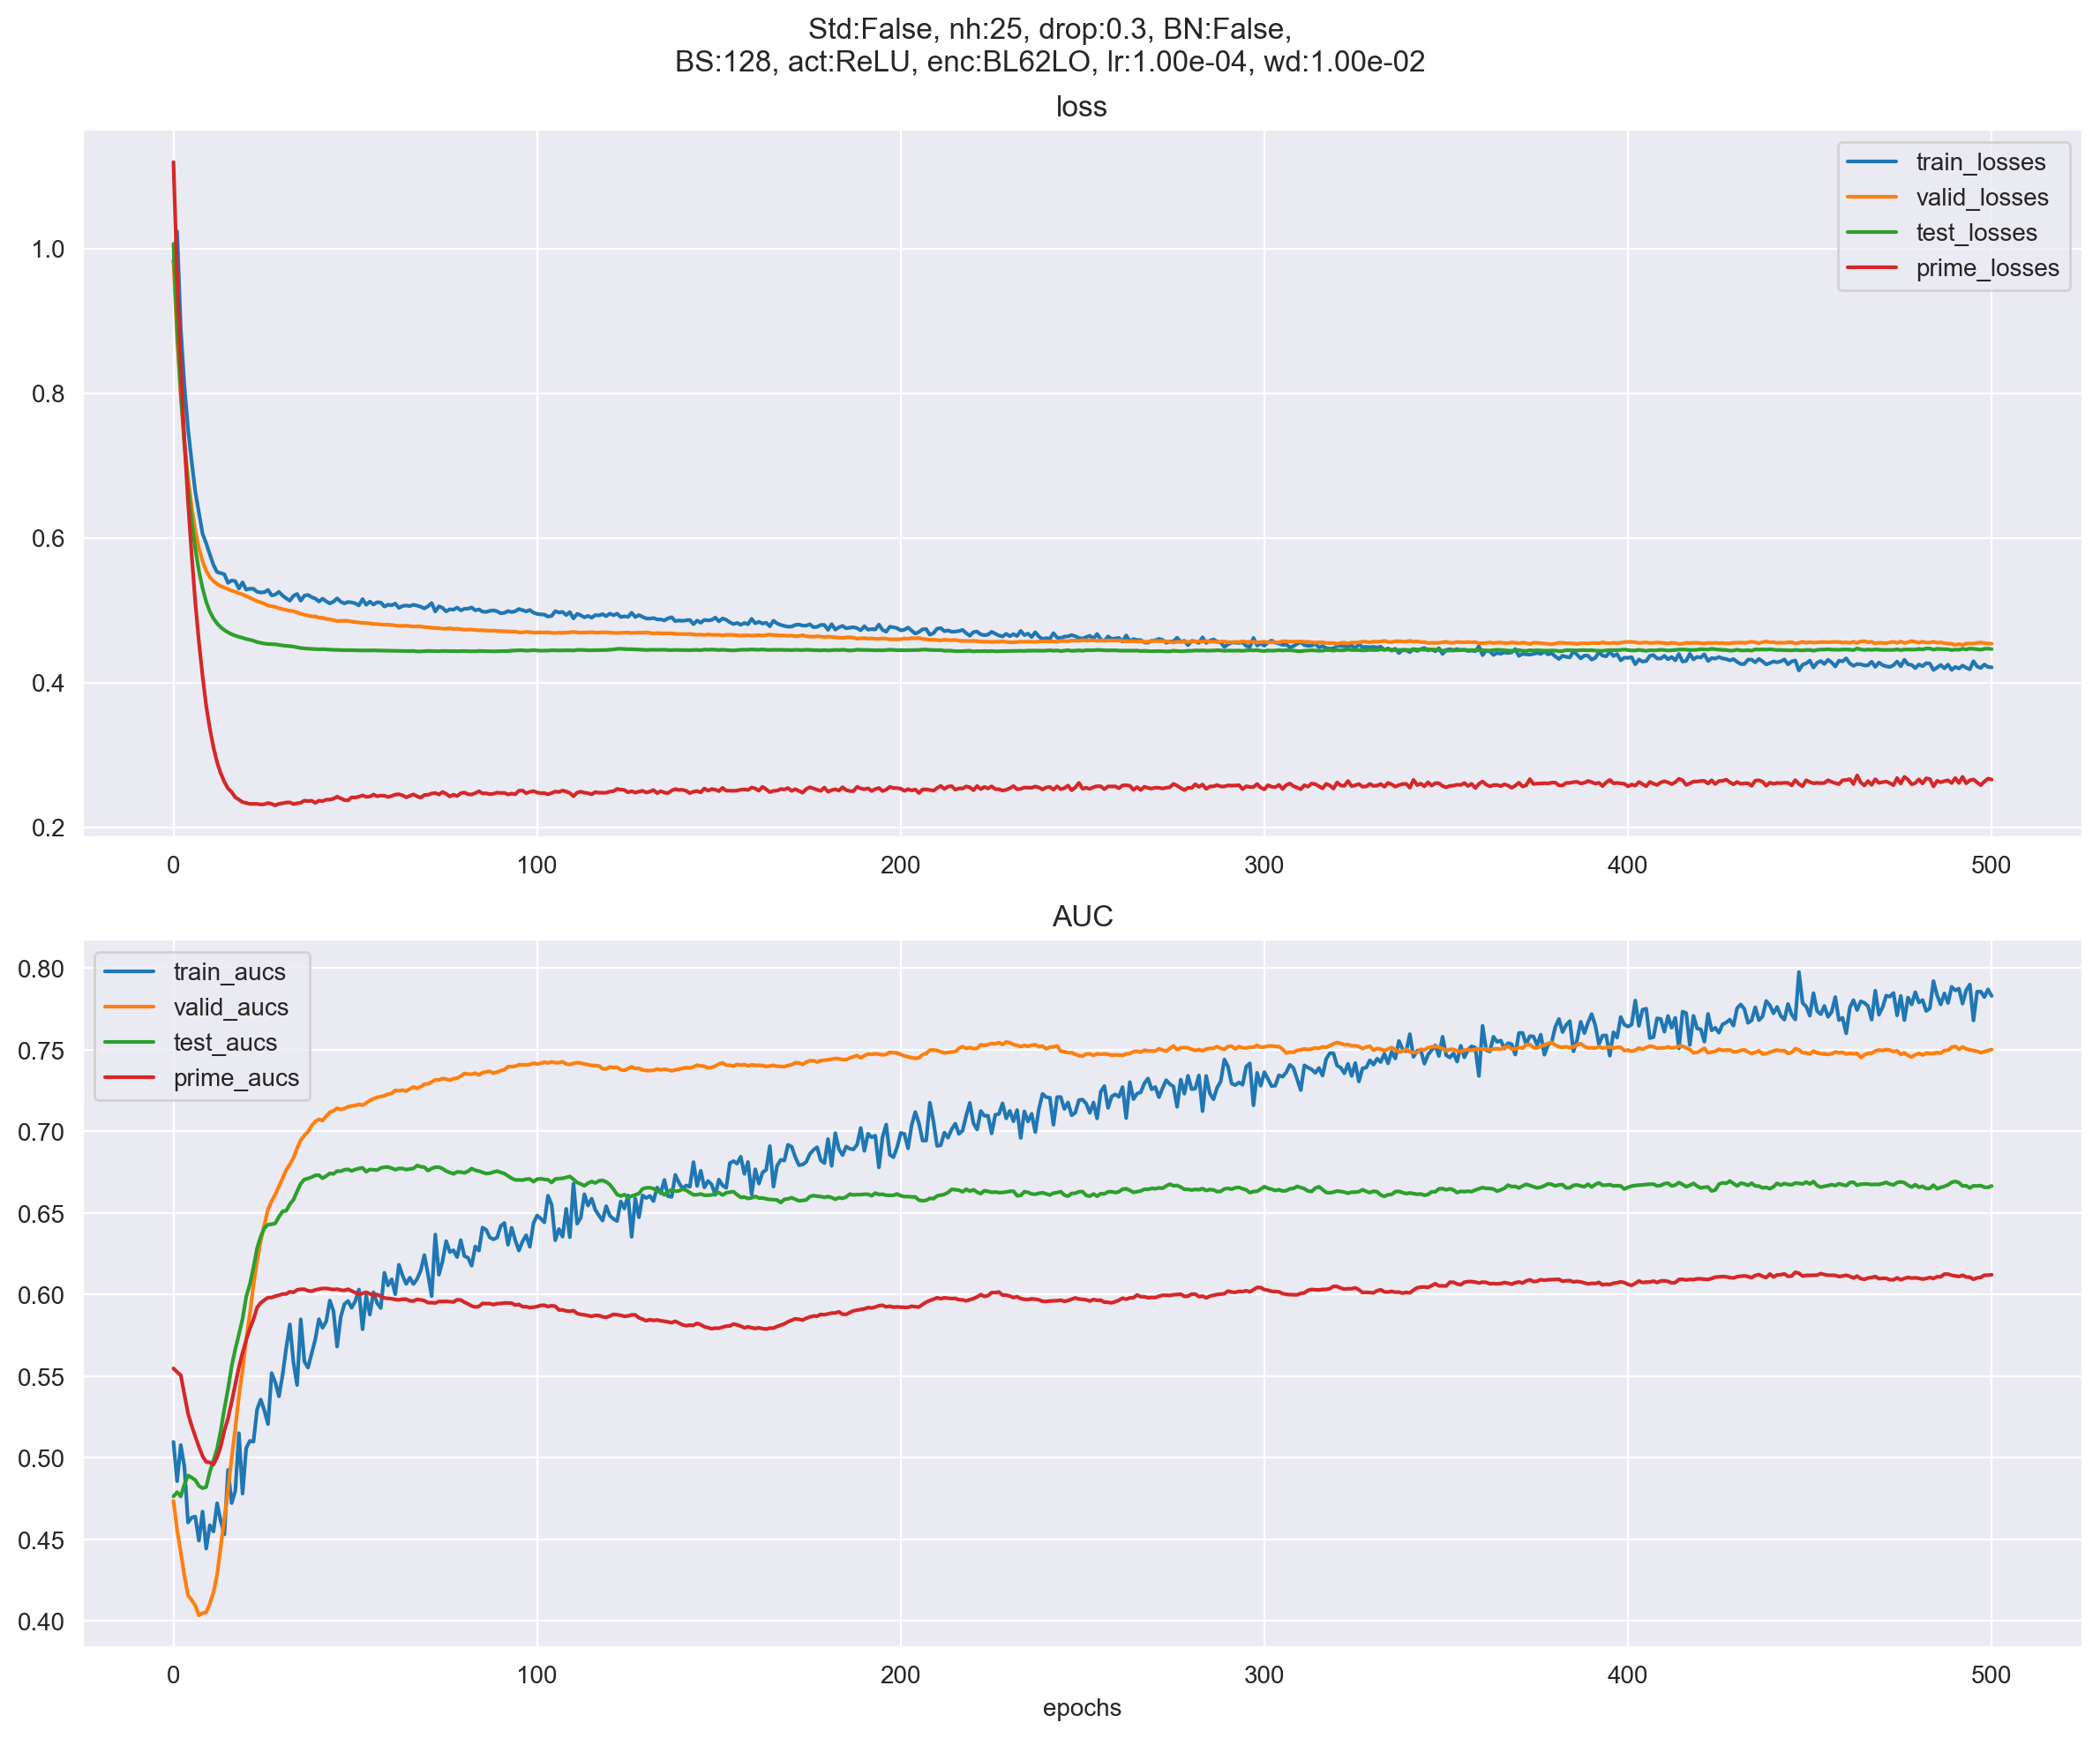 Std:False, nh:25, drop:0.3, BN:False,
BS:128, act:ReLU, enc:BL62LO, lr:1.00e-04, wd:1.00e-02
loss
train_losses
valid_losses
test_losses
prime_losses
1.0
0.8
0.6
0.4
0.2
0 100 200 300 400 500
AUC
train_aucs
valid_aucs
test_aucs
prime_aucs
0.80
0.75
0.70
0.65
0.60
0.55
0.50
0.45
0.40
0 100 200 300 400 500
epochs